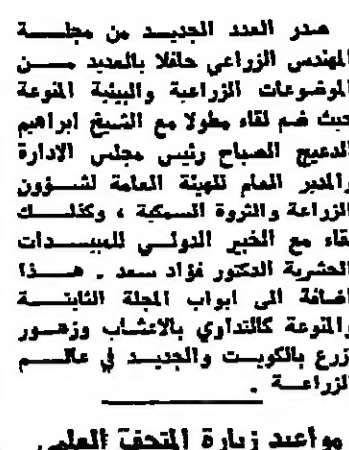 صدر العدد الجديد من مجلة
المهندس الزراعي حافلا بالعديد من
الموضوعات الزراعية والبيئية المنوعة
حيث ضم لقاء مطولا مع الشيخ ابراهيم
الدعيج الصباح رئيس مجلس الادارة
والمدير العام للهيئة العامة لشؤون
الزراعة والثروة السمكية ، وكذلك
لقاء مع الخبير الدولي للمبيدات
الحشرية الدكتور فؤاد سعد . هذا
اضافة الى ابواب المجلة الثابتة
والمنوعة كالتداوي بالاعشاب وزهور
تزرع بالكويت والجديد في عالم
الزراعة .
مواعيد زيارة المتحف العلمي